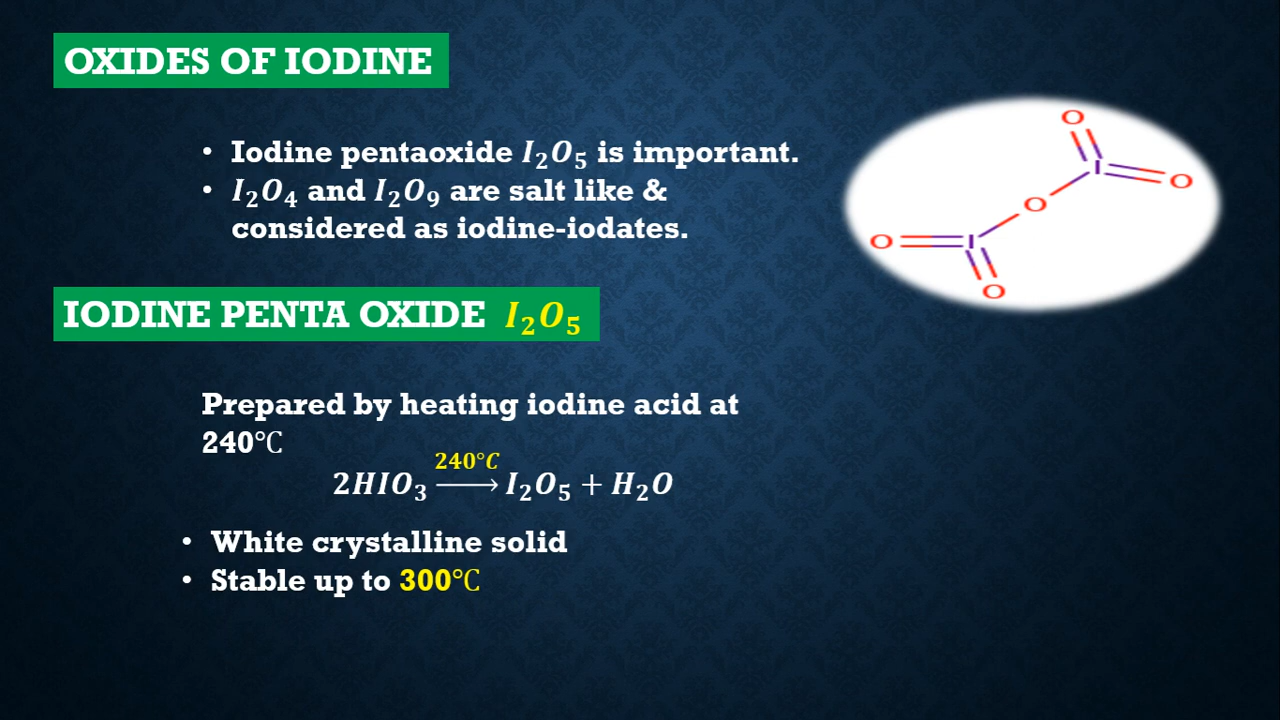 OXIDES OF IODINE
• Iodine pentaoxide I₂O₅ is important.
• I₂O₄ and I₂O₉ are salt like &
considered as iodine-iodates.
O
I
O
O
O
I
O
IODINE PENTA OXIDE I₂O₅
Prepared by heating iodine acid at
240℃
240°C
2HIO₃ ⟶ I₂O₅ + H₂O
• White crystalline solid
• Stable up to 300℃